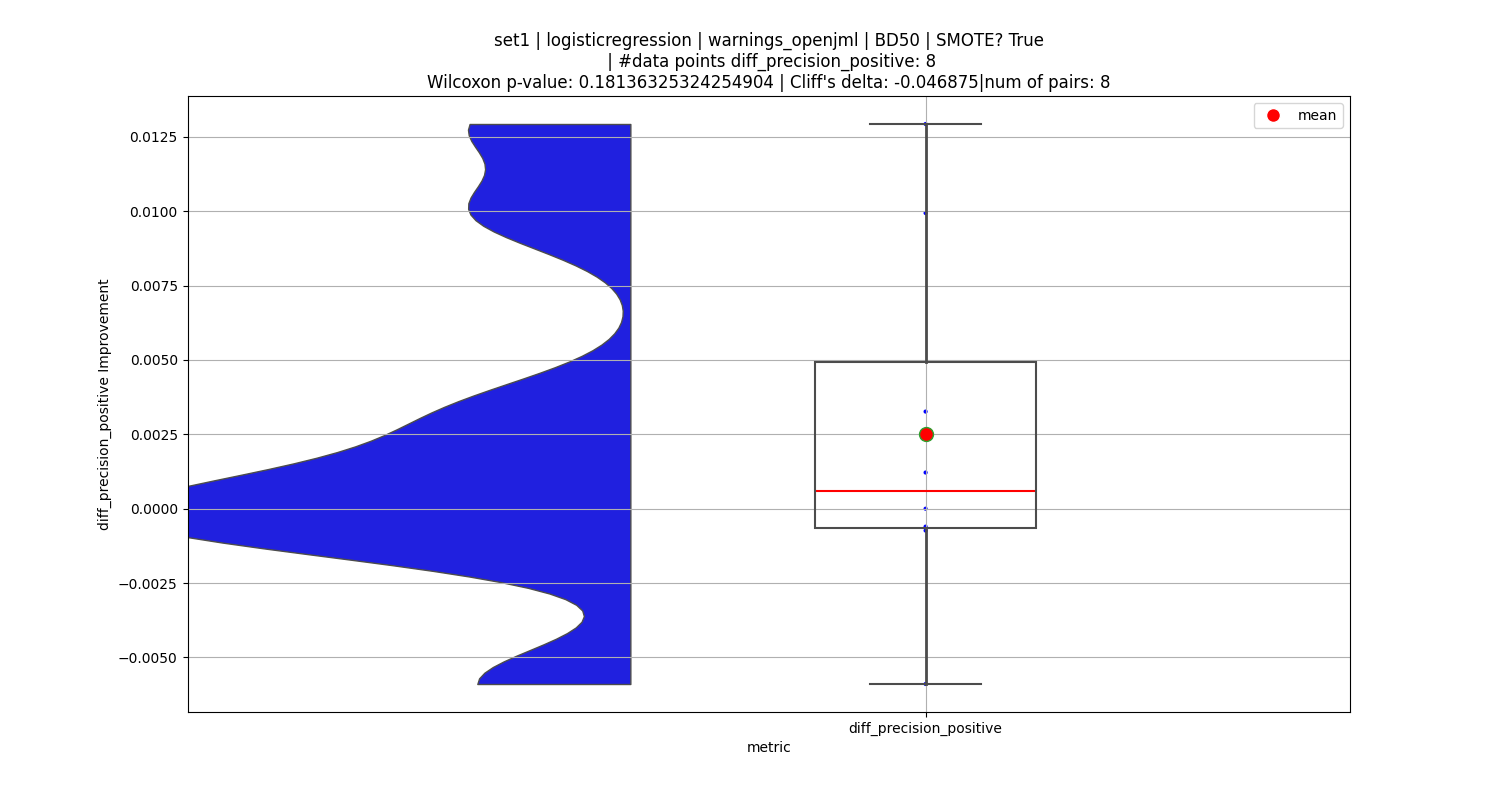 set1 | logisticregression | warnings_openjml | BD50 | SMOTE? True
| #data points diff_precision_positive: 8
Wilcoxon p-value: 0.18136325324254904 | Cliff's delta: -0.046875|num of pairs: 8
mean
0.0125
0.0100
0.0075
0.0050
0.0025
0.0000
−0.0025
−0.0050
diff_precision_positive Improvement
diff_precision_positive
metric